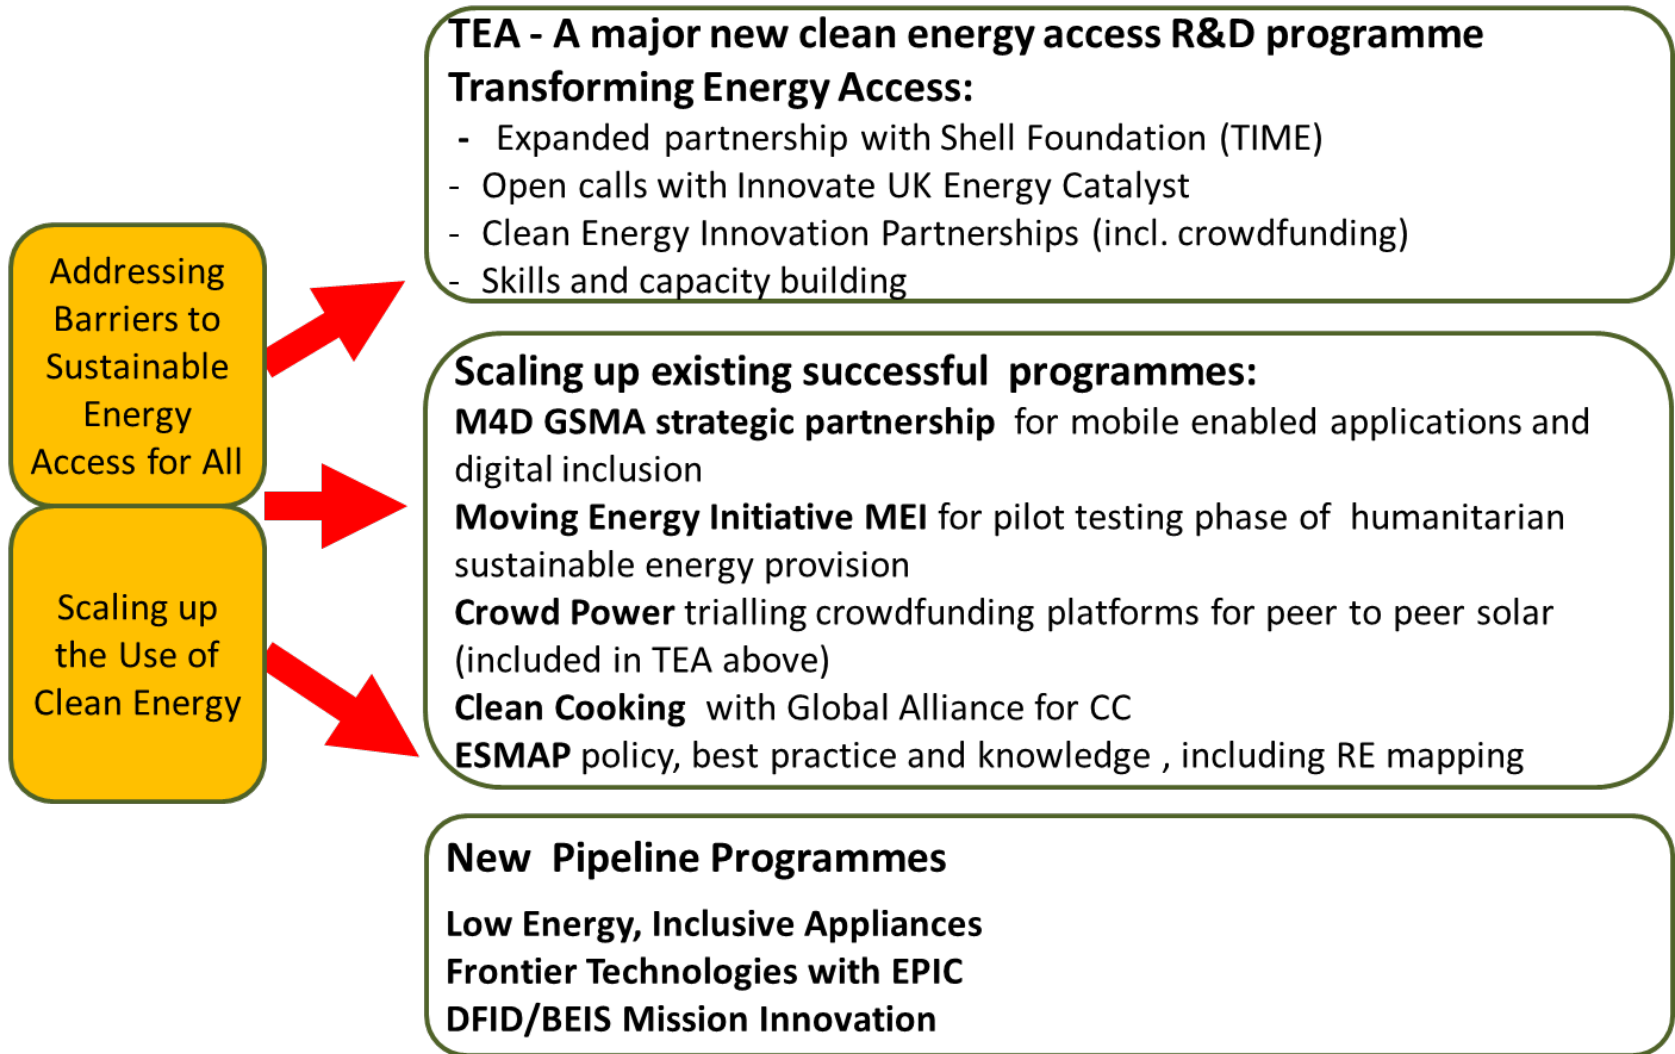 Addressing
Barriers to
Sustainable
Energy
Access for All
Scaling up
the Use of
Clean Energy
TEA - A major new clean energy access R&D programme
Transforming Energy Access:
- Expanded partnership with Shell Foundation (TIME)
- Open calls with Innovate UK Energy Catalyst
- Clean Energy Innovation Partnerships (incl. crowdfunding)
- Skills and capacity building
Scaling up existing successful programmes:
M4D GSMA strategic partnership for mobile enabled applications and
digital inclusion
Moving Energy Initiative MEI for pilot testing phase of humanitarian
sustainable energy provision
Crowd Power trialling crowdfunding platforms for peer to peer solar
(included in TEA above)
Clean Cooking with Global Alliance for CC
ESMAP policy, best practice and knowledge , including RE mapping
New Pipeline Programmes
Low Energy, Inclusive Appliances
Frontier Technologies with EPIC
DFID/BEIS Mission Innovation